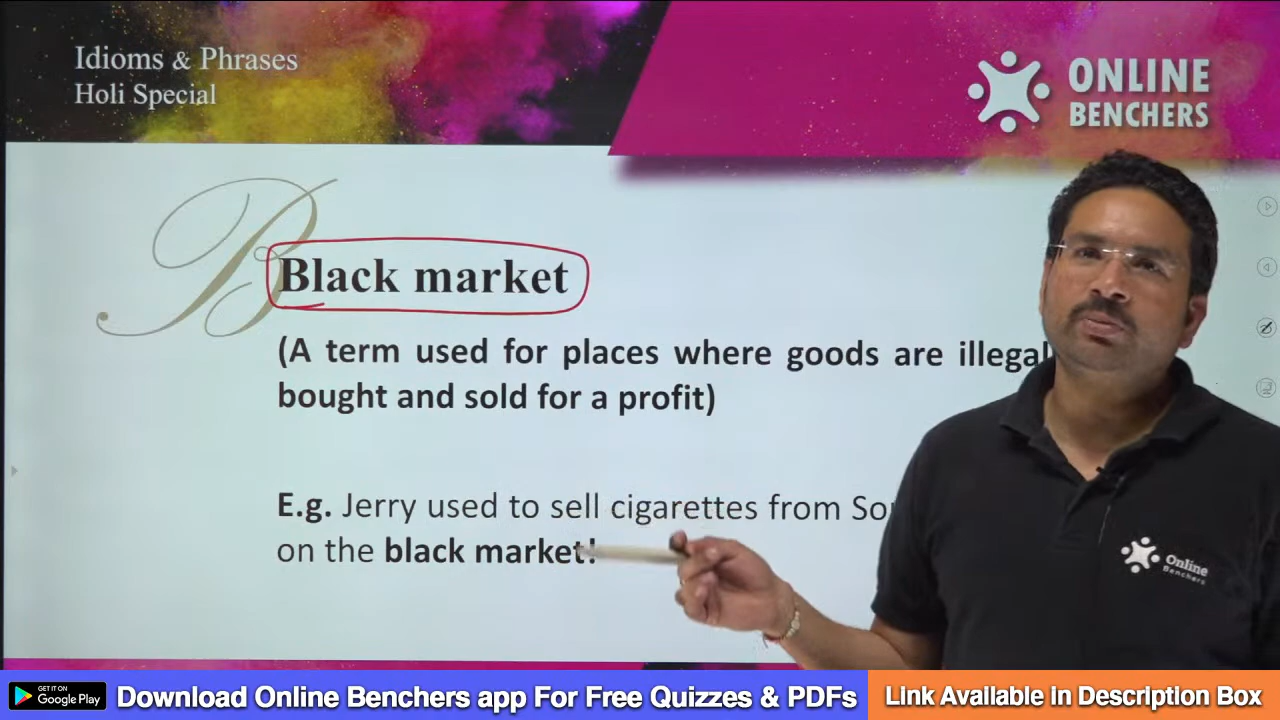 Idioms & Phrases
Holi Special
ONLINE
BENCHERS
B
Black market
(A term used for places where goods are illegal
bought and sold for a profit)
E.g. Jerry used to sell cigarettes from
on the black market!
Online
Benchers
GET IT ON
Google Play
Download Online Benchers app For Free Quizzes & PDFs
Link Available In Description Box